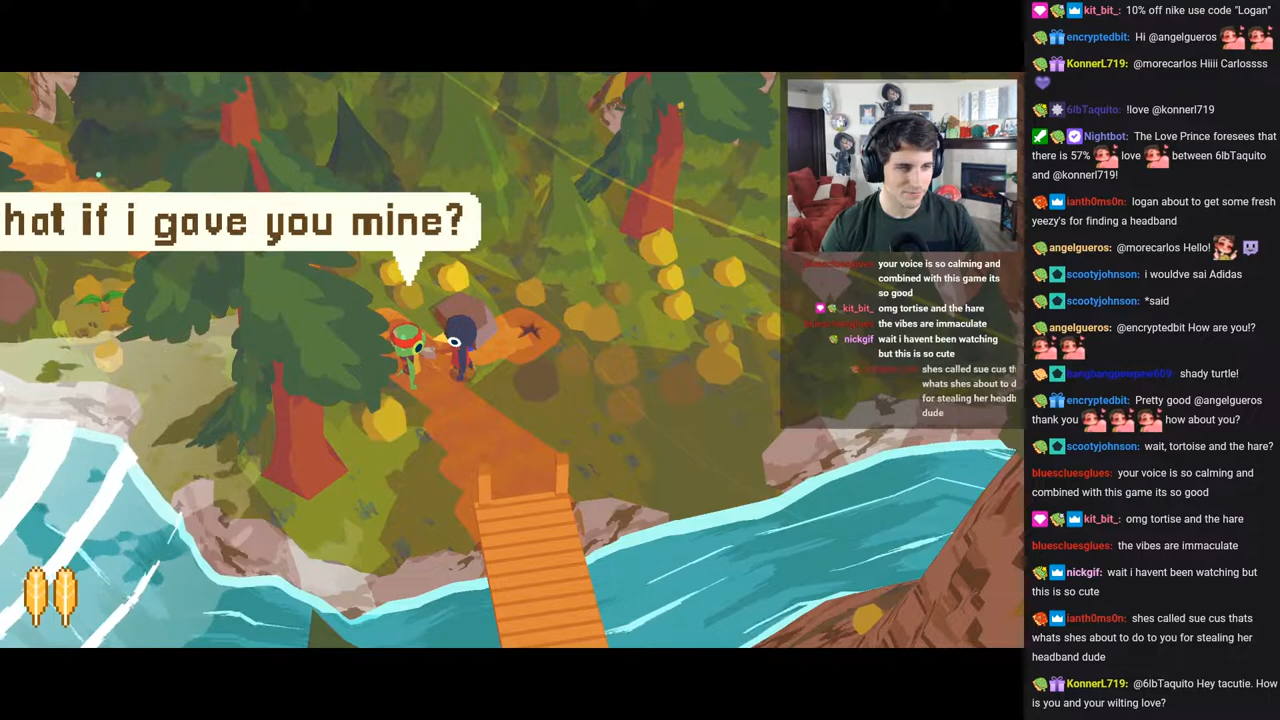 hat if i gave you mine?
your voice is so calming and
combined with this game its
so good
kit_bit_: omg tortise and the hare
the vibes are immaculate
nickgif: wait i havent been watching
but this is so cute
shes called sue cus th
whats shes about to d
for stealing her headb
dude
kit_bit_: 10% off nike use code "Logan"
encryptedbit: Hi @angelgueros
KonnerL719: @morecarlos Hiiii Carlossss
6lbTaquito: !love @konnerl719
Nightbot: The Love Prince foresees that
there is 57% love between 6lbTaquito
and @konnerl719!
ianth0ms0n: logan about to get some fresh
yeezy's for finding a headband
angelgueros: @morecarlos Hello!
scootyjohnson: i wouldve sai Adidas
scootyjohnson: *said
angelgueros: @encryptedbit How are you!?
shady turtle!
encryptedbit: Pretty good @angelgueros
thank you how about you?
scootyjohnson: wait, tortoise and the hare?
bluescluesglues: your voice is so calming and
combined with this game its so good
kit_bit_: omg tortise and the hare
bluescluesglues: the vibes are immaculate
nickgif: wait i havent been watching but
this is so cute
ianth0ms0n: shes called sue cus thats
whats shes about to do to you for stealing her
headband dude
KonnerL719: @6lbTaquito Hey tacutie. How
is you and your wilting love?